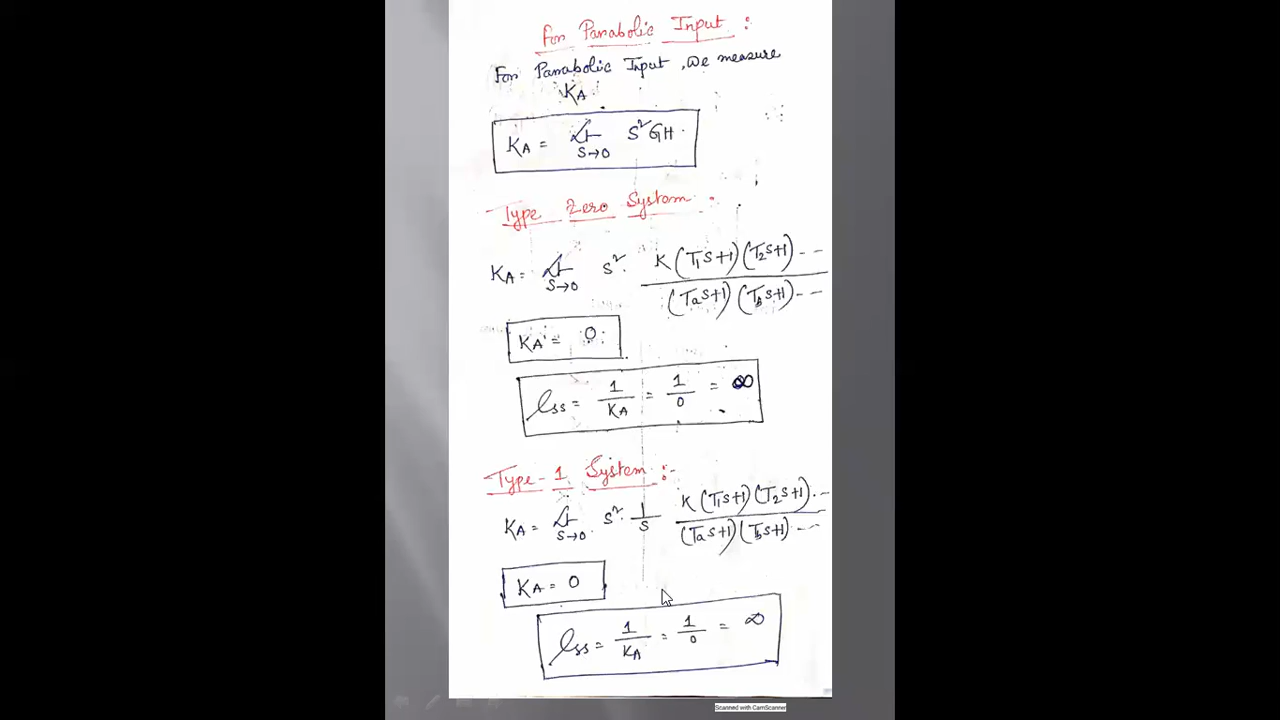 For Parabolic Input :
For Parabolic Input , We measure
KA
KA = Lt S→0 S²GH
Type Zero System :
KA = Lt S→0 S². K(T1S+1)(T2S+1)-- / (TaS+1)(TbS+1)---
KA = 0
ess = 1/KA = 1/0 = ∞
Type-1 System :-
KA = Lt S→0 S². 1/S K(T1S+1)(T2S+1).-- / (TaS+1)(TbS+1)---
KA = 0
ess = 1/KA = 1/0 = ∞
Scanned with CamScanner